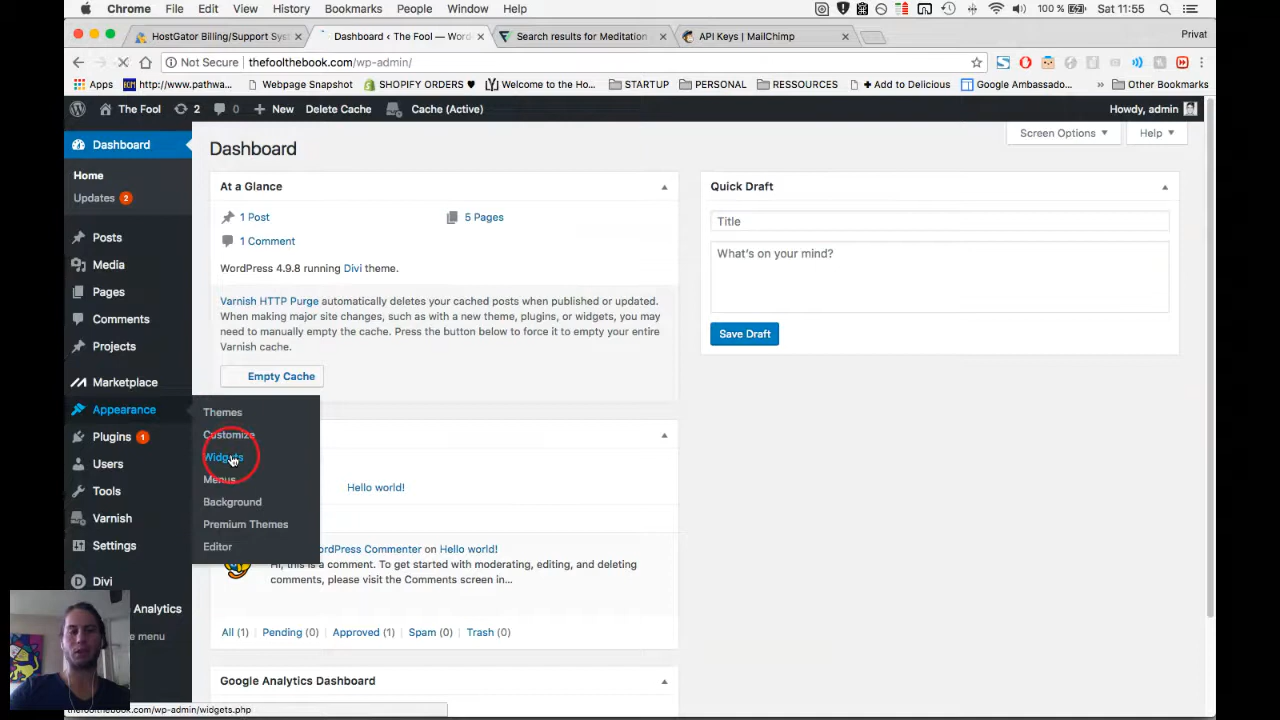 Chrome File Edit View History Bookmarks People Window Help 100 % Sat 11:55
HostGator Billing/Support Sys
Dashboard ‹ The Fool — Word
Search results for Meditation
API Keys | MailChimp
Privat
Not Secure thefoolthebook.com/wp-admin/
Apps http://www.pathwa... Webpage Snapshot SHOPIFY ORDERS ♥ Welcome to the Ho... STARTUP PERSONAL RESSOURCES + Add to Delicious Google Ambassado... » Other Bookmarks
The Fool 2 0 + New Delete Cache Cache (Active) Howdy, admin
Dashboard
Home
Updates 2
Posts
Media
Pages
Comments
Projects
Marketplace
Appearance
Plugins 1
Users
Tools
Varnish
Settings
Divi
Analytics
e menu
Themes
Customize
Widgets
Menus
Background
Premium Themes
Editor
Dashboard
Screen Options
Help
At a Glance
1 Post
5 Pages
1 Comment
WordPress 4.9.8 running Divi theme.
Varnish HTTP Purge automatically deletes your cached posts when published or updated.
When making major site changes, such as with a new theme, plugins, or widgets, you
may need to manually empty the cache. Press the button below to force it to empty your entire
Varnish cache.
Empty Cache
Hello world!
ordPress Commenter on Hello world!
Hi, this is a comment. To get started with moderating, editing, and deleting
comments, please visit the Comments screen in...
All (1) Pending (0) Approved (1) Spam (0) Trash (0)
Google Analytics Dashboard
Quick Draft
Title
What's on your mind?
Save Draft
thefoolthebook.com/wp-admin/widgets.php